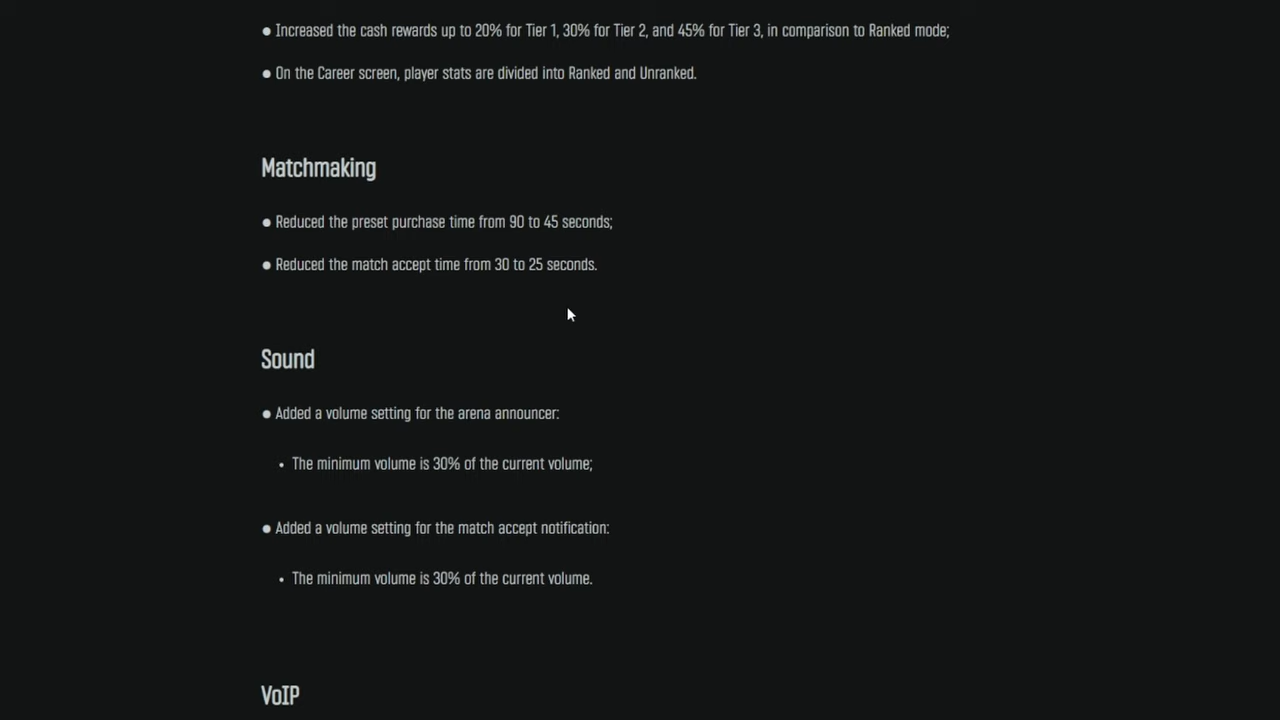 ● Increased the cash rewards up to 20% for Tier 1, 30% for Tier 2, and 45% for Tier 3, in comparison to Ranked mode;
● On the Career screen, player stats are divided into Ranked and Unranked.
Matchmaking
● Reduced the preset purchase time from 90 to 45 seconds;
● Reduced the match accept time from 30 to 25 seconds.
Sound
● Added a volume setting for the arena announcer:
• The minimum volume is 30% of the current volume;
● Added a volume setting for the match accept notification:
• The minimum volume is 30% of the current volume.
VoIP